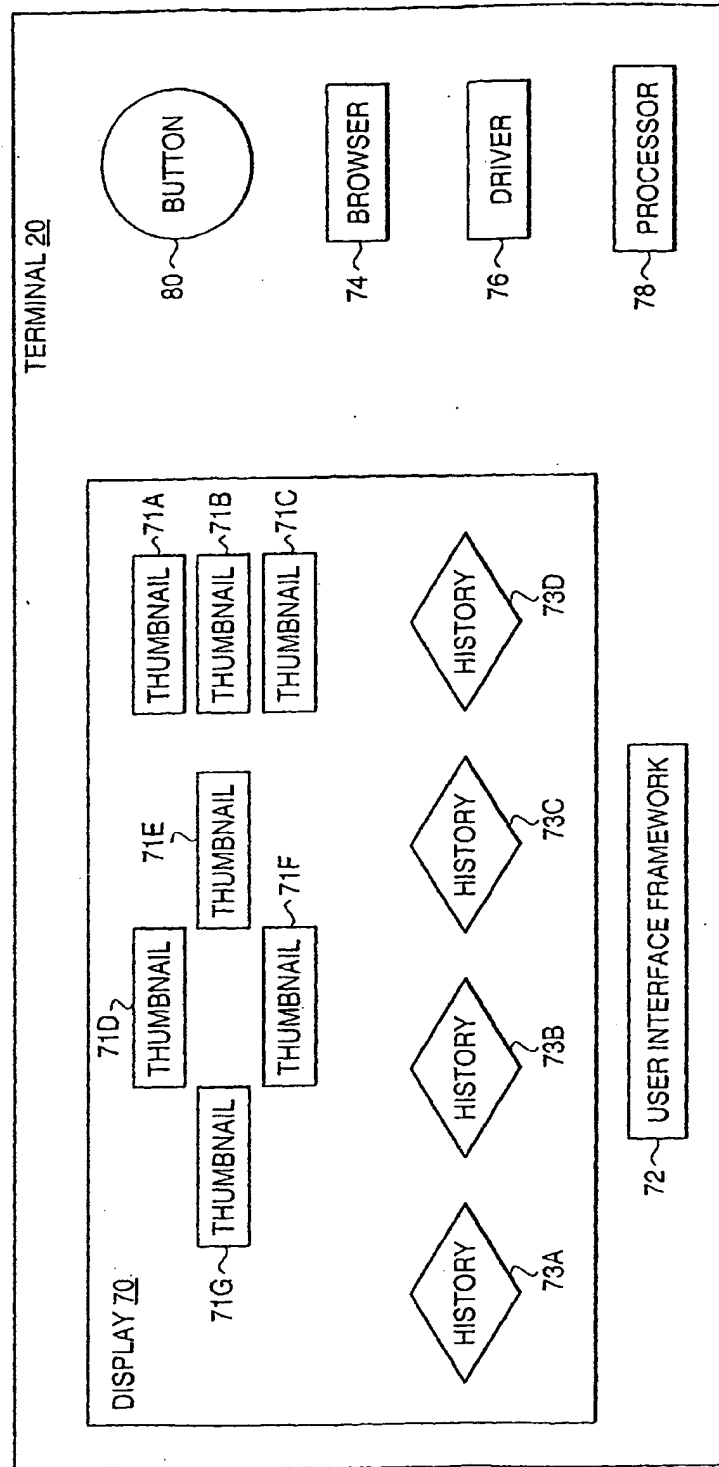 TERMINAL 20
DISPLAY 70
71D
THUMBNAIL
THUMBNAIL
71A
71E
71G
THUMBNAIL
THUMBNAIL
THUMBNAIL
71B
THUMBNAIL
71F
THUMBNAIL
71C
HISTORY
73A
HISTORY
73B
HISTORY
73C
HISTORY
73D
72
USER INTERFACE FRAMEWORK
BUTTON
80
74
BROWSER
76
DRIVER
78
PROCESSOR